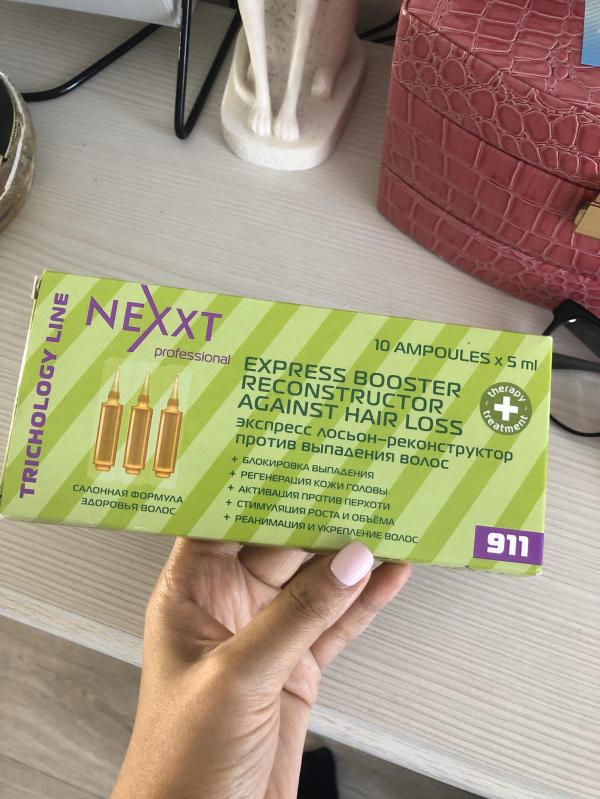 TRICHOLOGY LINE
NEXXT
professional
10 AMPOULES x 5 ml
EXPRESS BOOSTER
RECONSTRUCTOR
AGAINST HAIR LOSS
therapy
treatment
экспресс лосьон-реконструктор
против выпадения волос
+ БЛОКИРОВКА ВЫПАДЕНИЯ
+ РЕГЕНЕРАЦИЯ КОЖИ ГОЛОВЫ
+ АКТИВАЦИЯ ПРОТИВ ПЕРХОТИ
+ СТИМУЛЯЦИЯ РОСТА И ОБЪЁМА
+ РЕАНИМАЦИЯ И УКРЕПЛЕНИЕ ВОЛОС
САЛОННАЯ ФОРМУЛА
ЗДОРОВЬЯ ВОЛОС
911